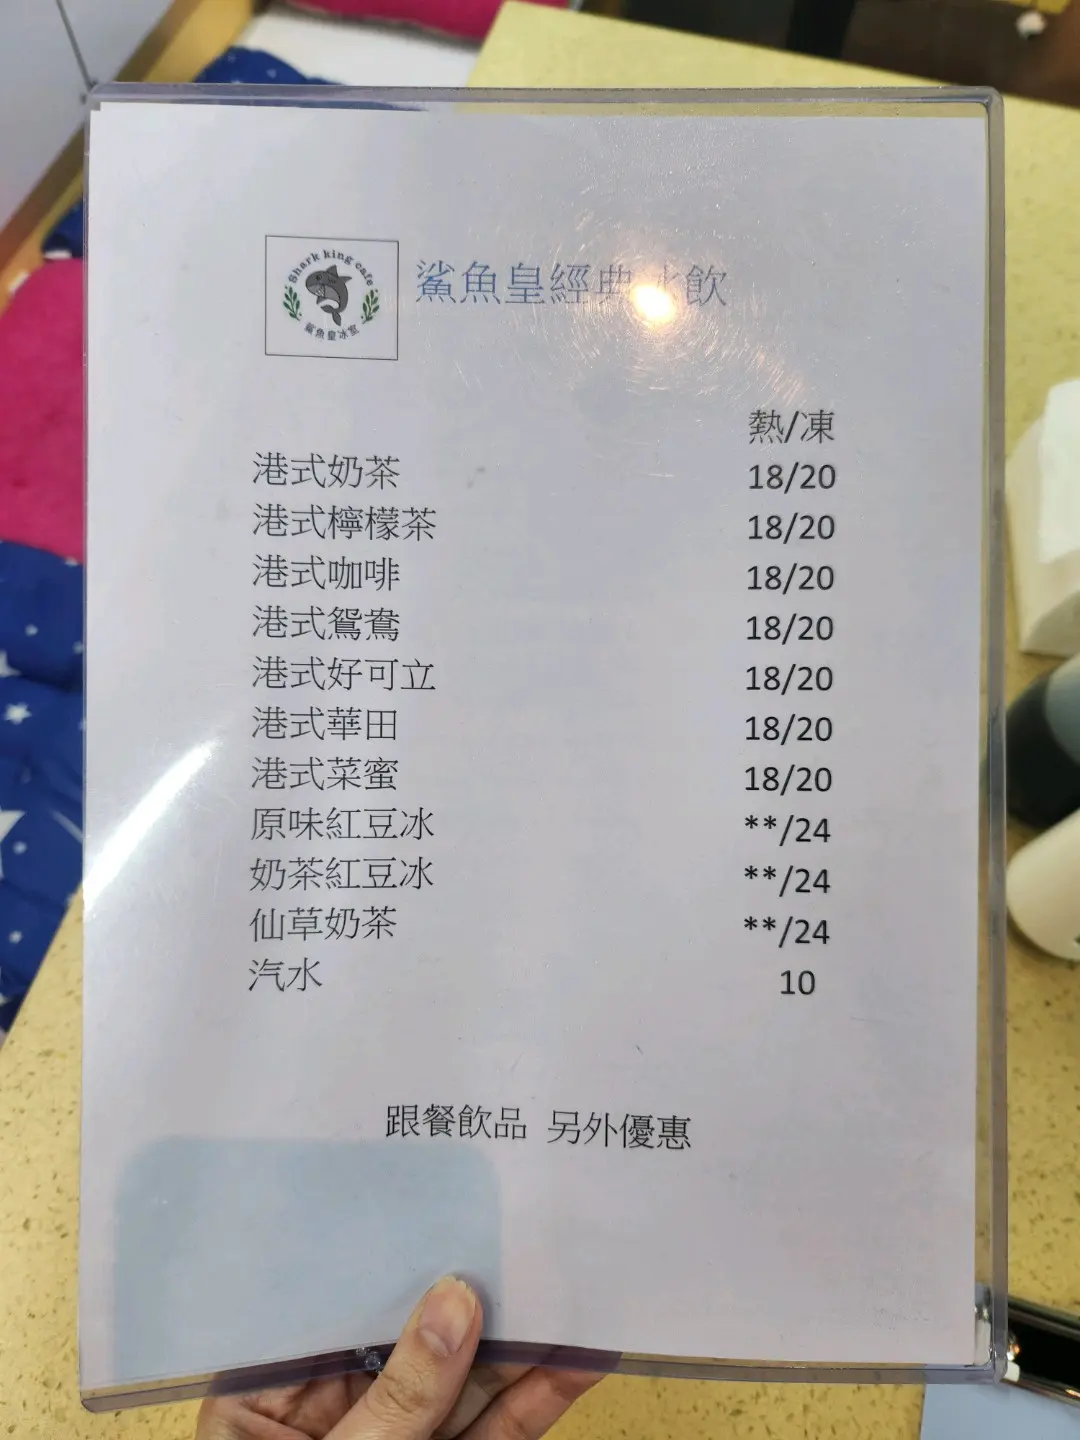 Shark king cafe
鯊魚皇冰室
鯊魚皇經典冰飲
熱/凍
港式奶茶 18/20
港式檸檬茶 18/20
港式咖啡 18/20
港式鴛鴦 18/20
港式好可立 18/20
港式華田 18/20
港式菜蜜 18/20
原味紅豆冰 **/24
奶茶紅豆冰 **/24
仙草奶茶 **/24
汽水 10
跟餐飲品 另外優惠